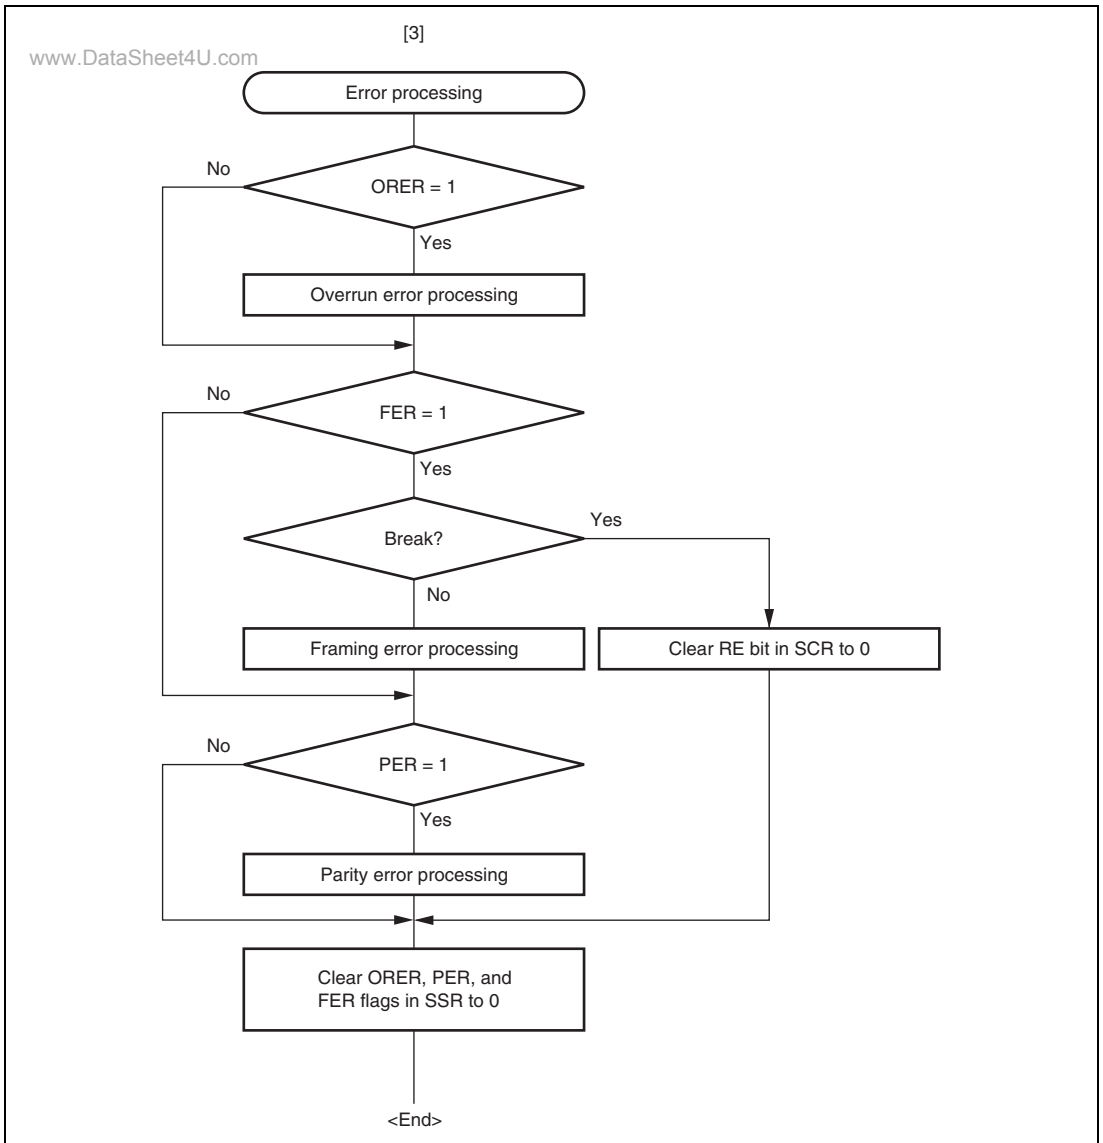 [3]
www.DataSheet4U.com
Error processing
No
ORER = 1
Yes
Overrun error processing
No
FER = 1
Yes
Break?
Yes
No
Framing error processing
Clear RE bit in SCR to 0
No
PER = 1
Yes
Parity error processing
Clear ORER, PER, and
FER flags in SSR to 0
<End>